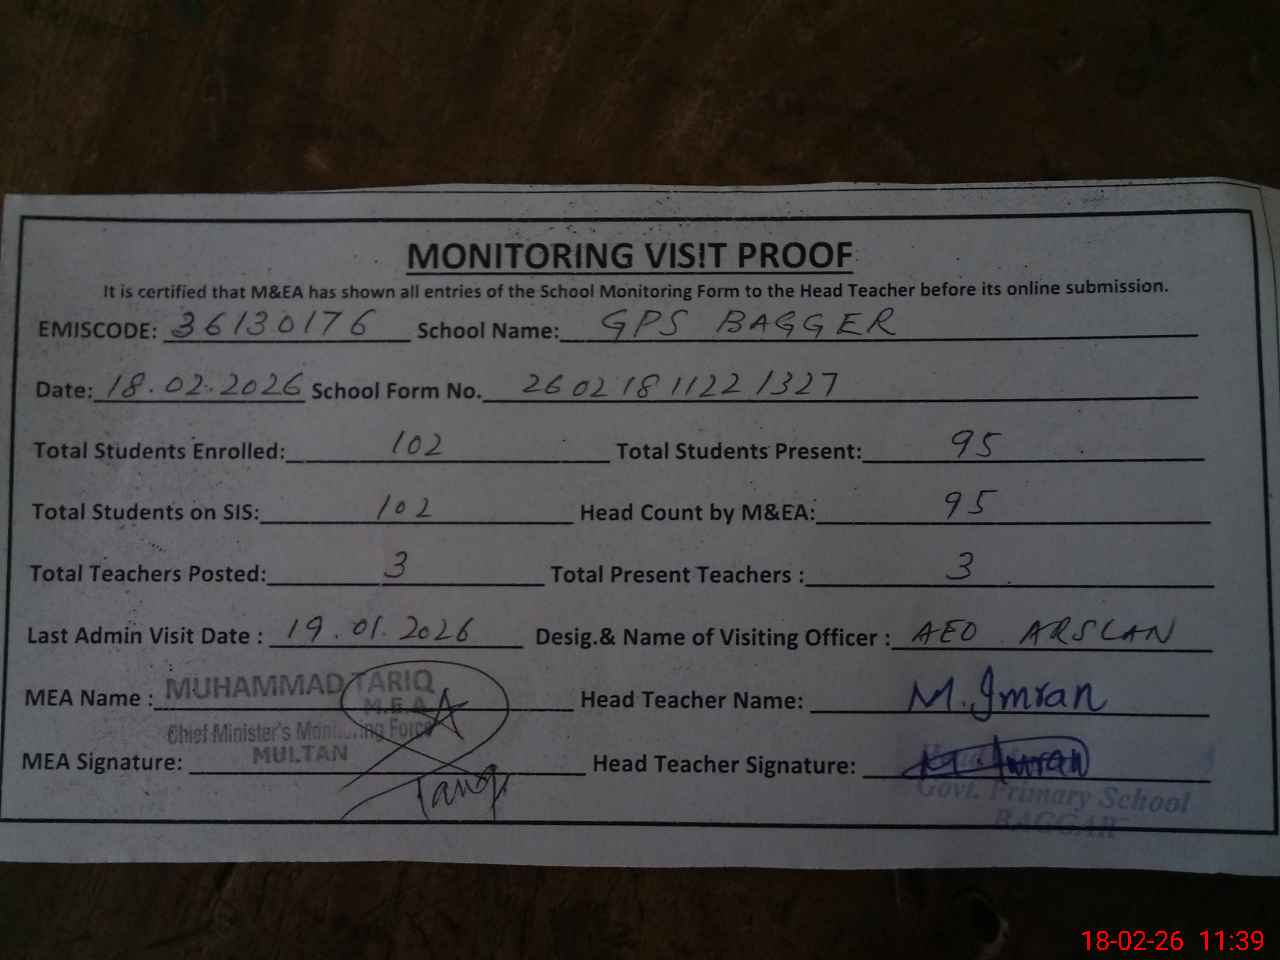 MONITORING VISIT PROOF
It is certified that M&EA has shown all entries of the School Monitoring Form to the Head Teacher before its online submission.
EMISCODE: 36130176 School Name: GPS BAGGER
Date: 18.02.2026 School Form No. 2602181122 1327
Total Students Enrolled: 102 Total Students Present: 95
Total Students on SIS: 102 Head Count by M&EA: 95
Total Teachers Posted: 3 Total Present Teachers : 3
Last Admin Visit Date : 19.01.2026 Desig.& Name of Visiting Officer : AEO ARSLAN
MEA Name : MUHAMMAD TARIQ Head Teacher Name: M.Imran
M.E.A
Chief Minister's Monitoring Force
MULTAN
MEA Signature: Tariq Head Teacher Signature: M Imran
Govt. Primary School
BAGGAR
18-02-26 11:39